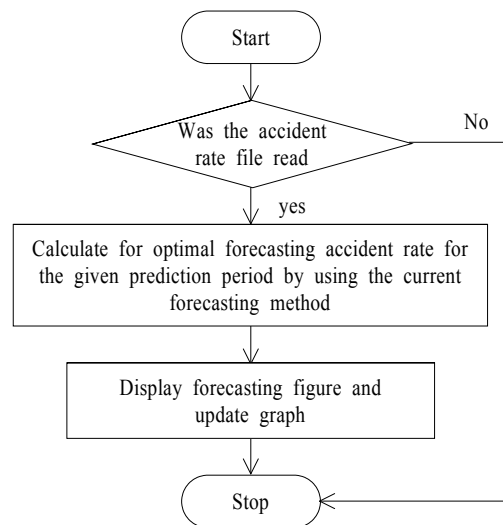 Start
Was the accident
rate file read
No
yes
Calculate for optimal forecasting accident rate for
the given prediction period by using the current
forecasting method
Display forecasting figure and
update graph
Stop